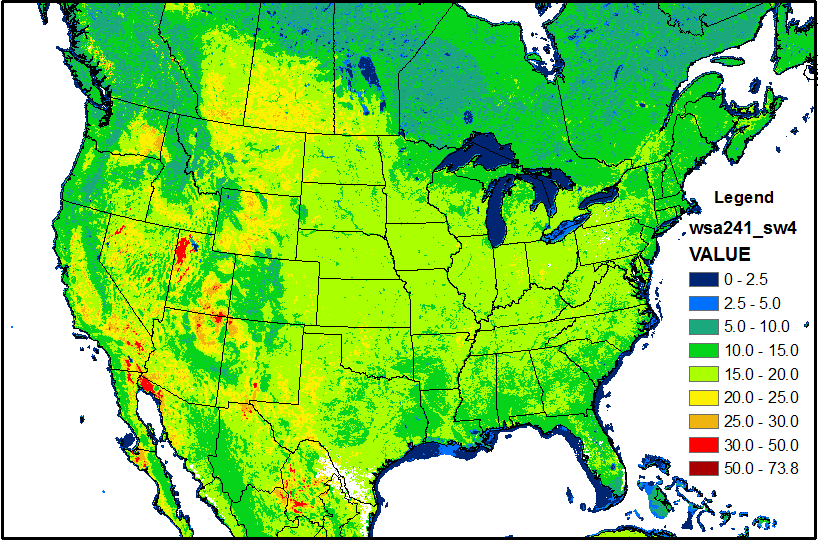 Legend
wsa241_sw4
VALUE
0 - 2.5
2.5 - 5.0
5.0 - 10.0
10.0 - 15.0
15.0 - 20.0
20.0 - 25.0
25.0 - 30.0
30.0 - 50.0
50.0 - 73.8